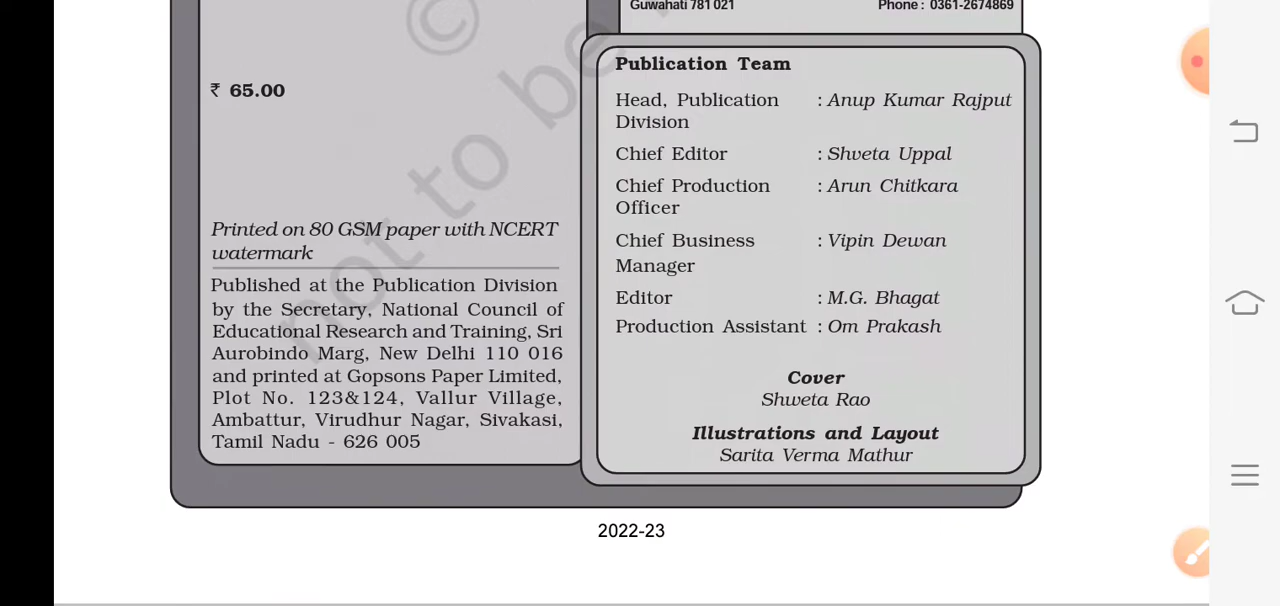 Guwahati 781 021 Phone : 0361-2674869
©
not to be
₹ 65.00
Printed on 80 GSM paper with NCERT
watermark
Published at the Publication Division
by the Secretary, National Council of
Educational Research and Training, Sri
Aurobindo Marg, New Delhi 110 016
and printed at Gopsons Paper Limited,
Plot No. 123&124, Vallur Village,
Ambattur, Virudhur Nagar, Sivakasi,
Tamil Nadu - 626 005
Publication Team
Head, Publication : Anup Kumar Rajput
Division
Chief Editor : Shveta Uppal
Chief Production : Arun Chitkara
Officer
Chief Business : Vipin Dewan
Manager
Editor : M.G. Bhagat
Production Assistant : Om Prakash
Cover
Shweta Rao
Illustrations and Layout
Sarita Verma Mathur
2022-23